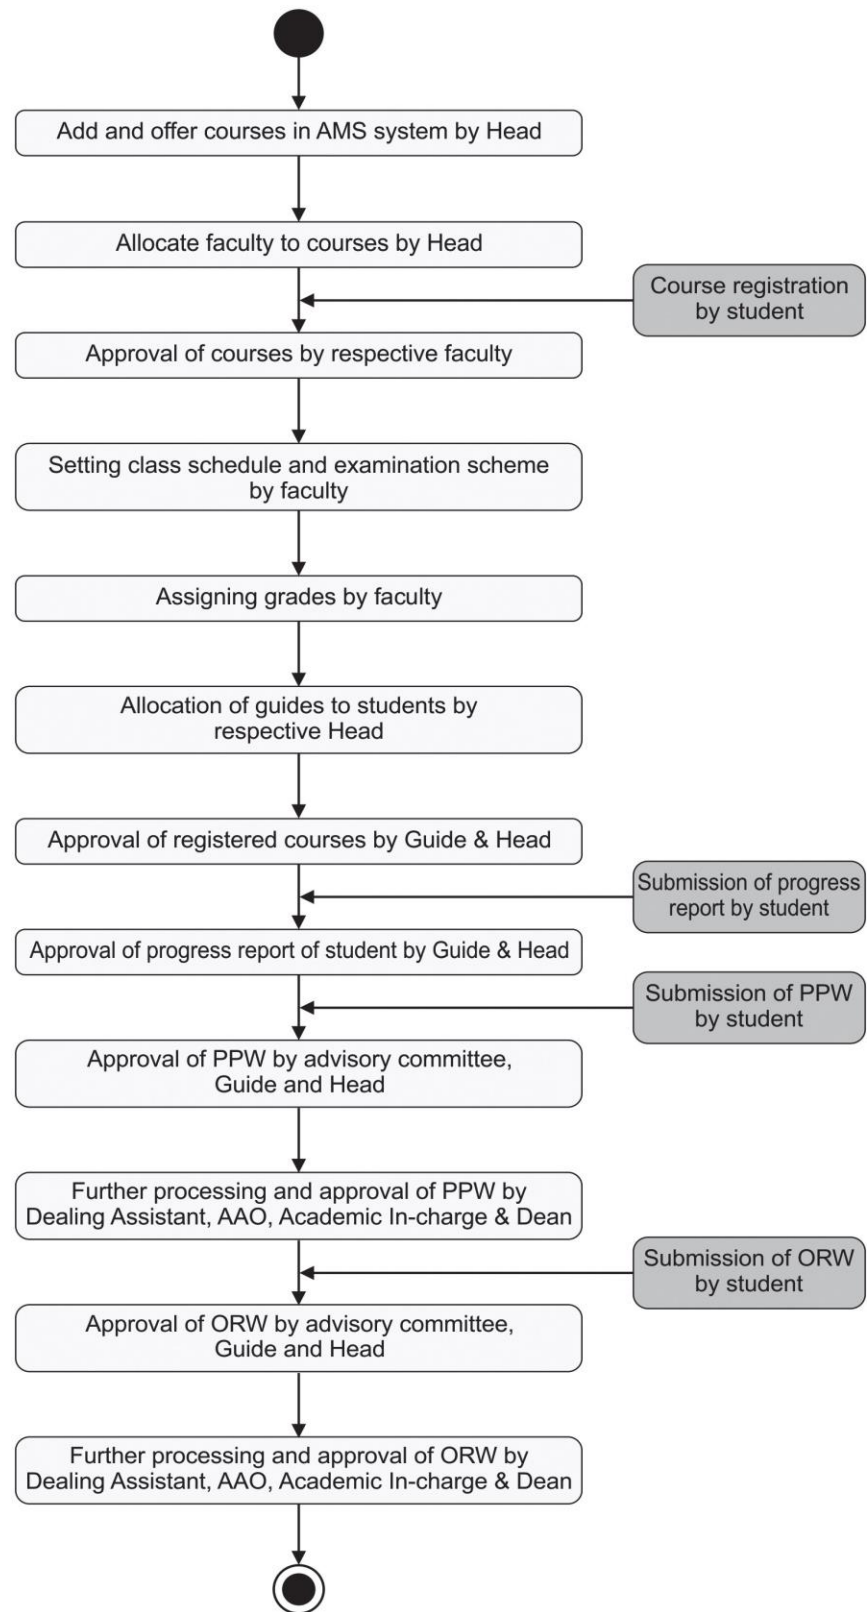 Add and offer courses in AMS system by Head
Allocate faculty to courses by Head
Course registration
by student
Approval of courses by respective faculty
Setting class schedule and examination scheme
by faculty
Assigning grades by faculty
Allocation of guides to students by
respective Head
Approval of registered courses by Guide & Head
Submission of progress
report by student
Approval of progress report of student by Guide & Head
Submission of PPW
by student
Approval of PPW by advisory committee,
Guide and Head
Further processing and approval of PPW by
Dealing Assistant, AAO, Academic In-charge & Dean
Submission of ORW
by student
Approval of ORW by advisory committee,
Guide and Head
Further processing and approval of ORW by
Dealing Assistant, AAO, Academic In-charge & Dean